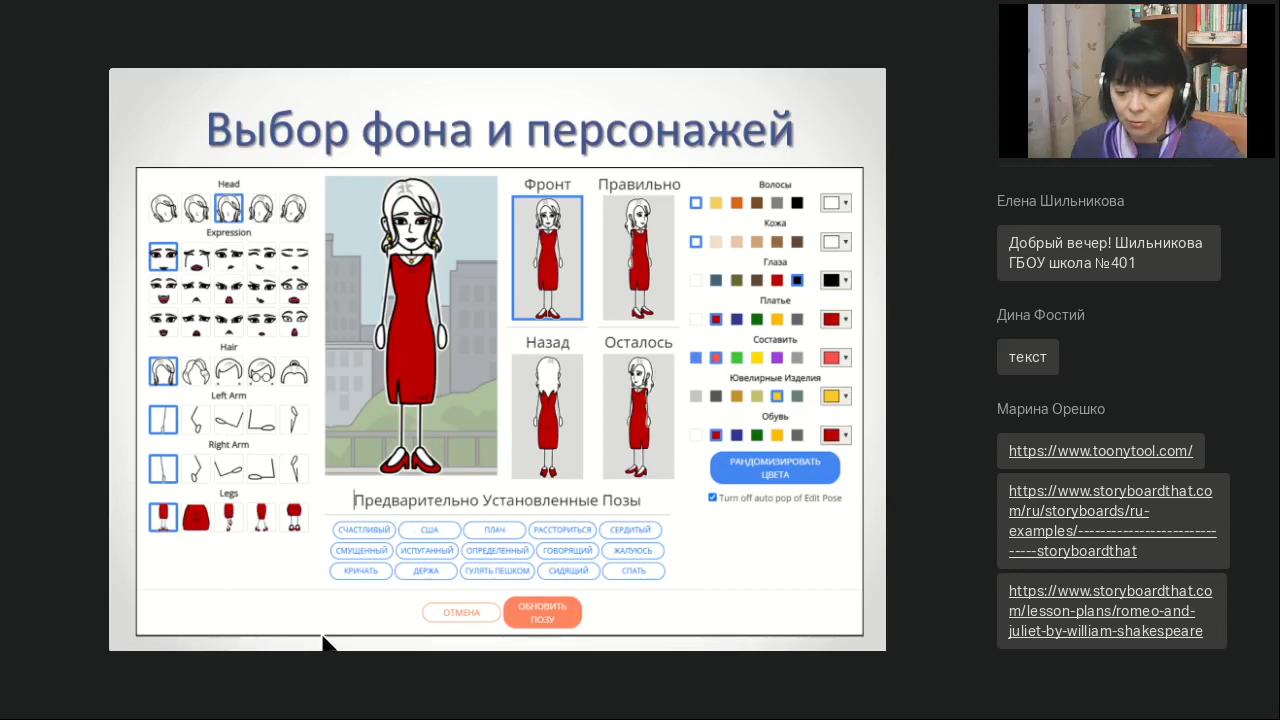 Выбор фона и персонажей
Head
Expression
Hair
Left Arm
Right Arm
Legs
Фронт
Правильно
Назад
Осталось
Волосы
Кожа
Глаза
Платье
Составить
Ювелирные Изделия
Обувь
РАНДОМИЗИРОВАТЬ
ЦВЕТА
Turn off auto pop of Edit Pose
Предварительно Установленные Позы
СЧАСТЛИВЫЙ США ПЛАЧ РАССТОРИТЬСЯ СЕРДИТЫЙ
СМУЩЕННЫЙ ИСПУГАННЫЙ ОПРЕДЕЛЕННЫЙ ГОВОРЯЩИЙ ЖАЛУЮСЬ
КРИЧАТЬ ДЕРЖА ГУЛЯТЬ ПЕШКОМ СИДЯЩИЙ СПАТЬ
ОТМЕНА
ОБНОВИТЬ
ПОЗУ
Елена Шильникова
Добрый вечер! Шильникова
ГБОУ школа №401
Дина Фостий
текст
Марина Орешко
https://www.toonytool.com/
https://www.storyboardthat.co
m/ru/storyboards/ru-
examples/--------------------------
-----storyboardthat
https://www.storyboardthat.co
m/lesson-plans/romeo-and-
juliet-by-william-shakespeare